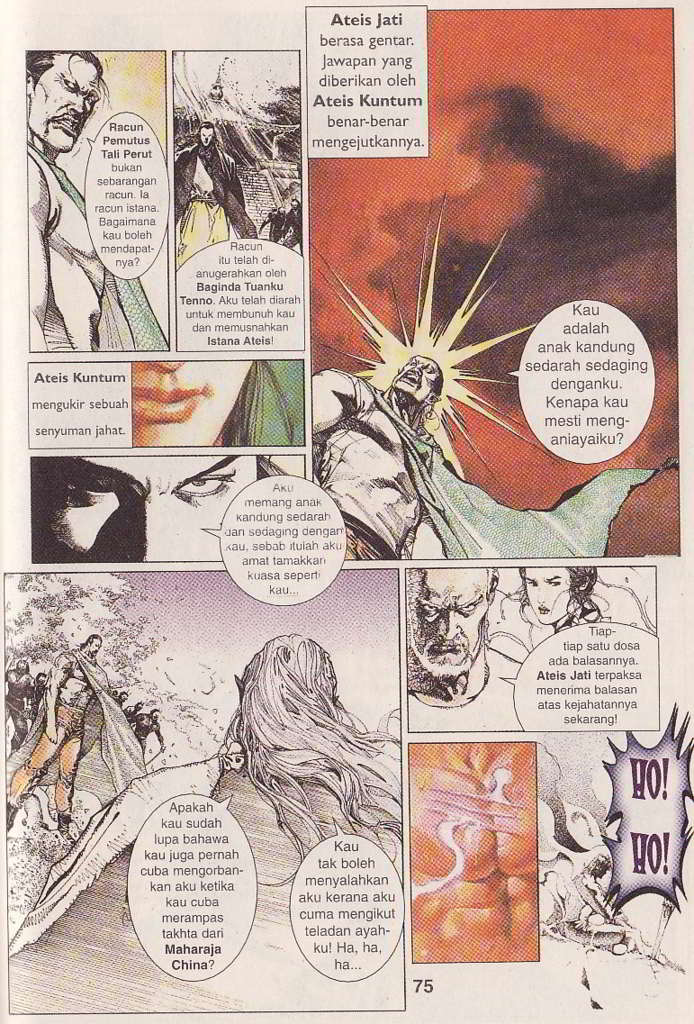 Racun
Pemutus
Tali Perut
bukan
sebarangan
racun. Ia
racun istana.
Bagaimana
kau boleh
mendapat-
nya?
Racun
itu telah di-
anugerahkan oleh
Baginda Tuanku
Tenno. Aku telah diarah
untuk membunuh kau
dan memusnahkan
Istana Ateis!
Ateis Jati
berasa gentar.
Jawapan yang
diberikan oleh
Ateis Kuntum
benar-benar
mengejutkannya.
Kau
adalah
anak kandung
sedarah sedaging
denganku.
Kenapa kau
mesti meng-
aniayaiku?
Ateis Kuntum
mengukir sebuah
senyuman jahat.
Aku
memang anak
kandung sedarah
dan sedaging dengan
kau, sebab itulah aku
amat tamakkan
kuasa seperti
kau...
Apakah
kau sudah
lupa bahawa
kau juga pernah
cuba mengorban-
kan aku ketika
kau cuba
merampas
takhta dari
Maharaja
China?
Kau
tak boleh
menyalahkan
aku kerana aku
cuma mengikut
teladan ayah-
ku! Ha, ha,
ha...
Tiap-
tiap satu dosa
ada balasannya.
Ateis Jati terpaksa
menerima balasan
atas kejahatannya
sekarang!
HO!
HO!
75